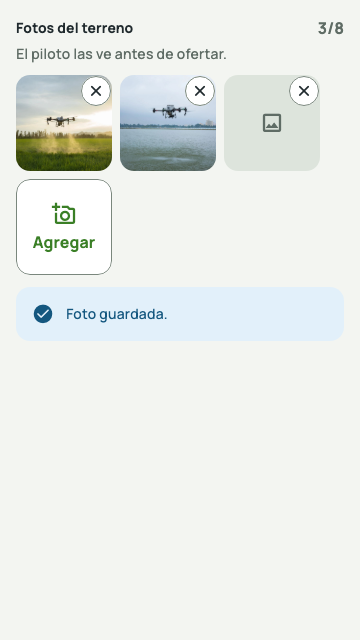 Fotos del terreno
3/8
El piloto las ve antes de ofertar.
Agregar
Foto guardada.